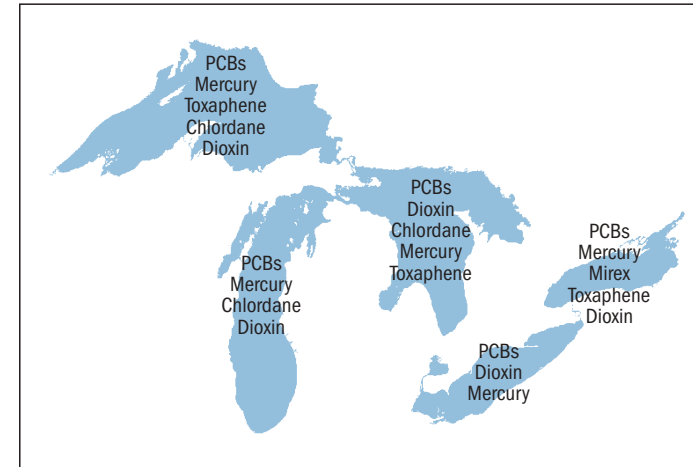 PCBs
Mercury
Toxaphene
Chlordane
Dioxin
PCBs
Mercury
Chlordane
Dioxin
PCBs
Dioxin
Chlordane
Mercury
Toxaphene
PCBs
Dioxin
Mercury
PCBs
Mercury
Mirex
Toxaphene
Dioxin